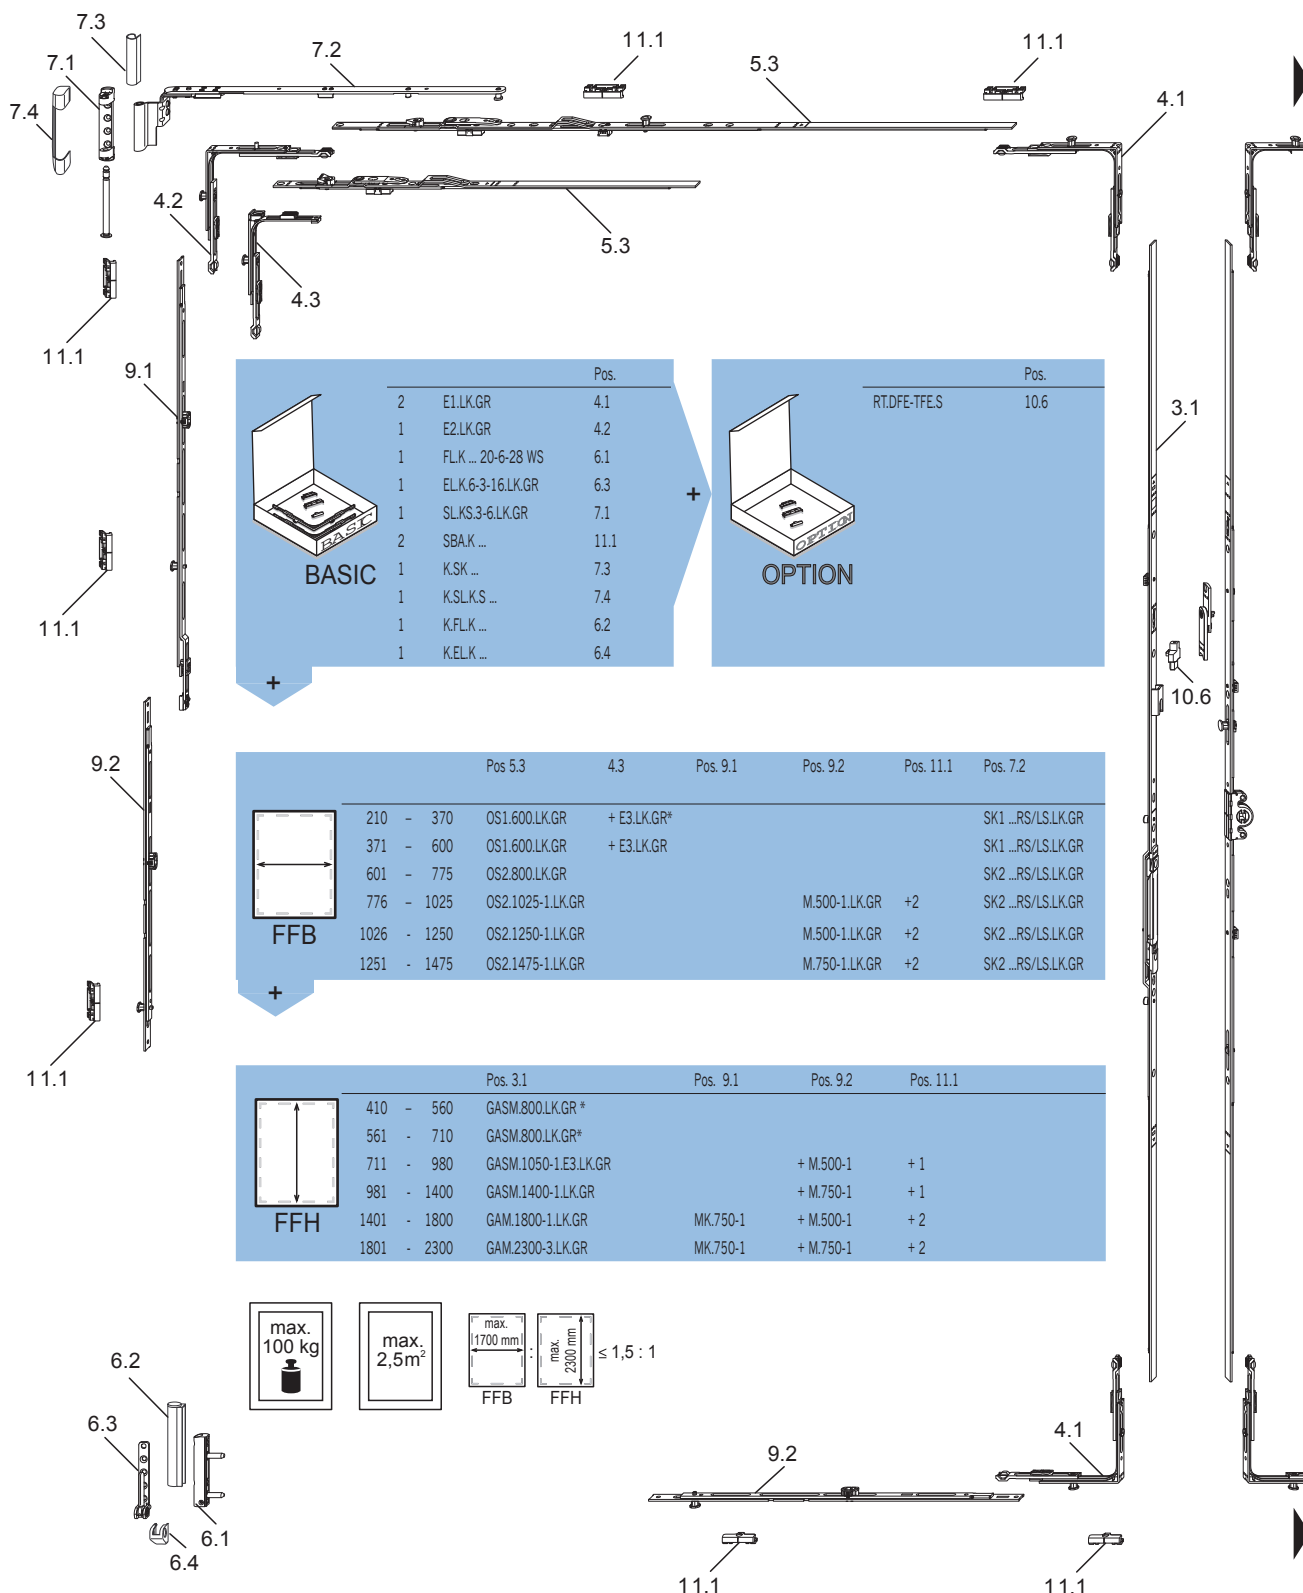 7.3
7.1
7.4
7.2
11.1
5.3
11.1
4.1
4.2
4.3
5.3
11.1
9.1
3.1
Pos.
2 E1.LK.GR 4.1
1 E2.LK.GR 4.2
1 FL.K ... 20-6-28 WS 6.1
1 EL.K.6-3-16.LK.GR 6.3
1 SL.KS.3-6.LK.GR 7.1
2 SBA.K ... 11.1
1 K.SK ... 7.3
1 K.SL.K.S ... 7.4
1 K.FL.K ... 6.2
1 K.EL.K ... 6.4
BASIC
BASIC
+
Pos.
RT.DFE-TFE.S 10.6
OPTION
OPTION
11.1
10.6
+
9.2
Pos 5.3 4.3 Pos. 9.1 Pos. 9.2 Pos. 11.1 Pos. 7.2
210 – 370 OS1.600.LK.GR + E3.LK.GR* SK1 ...RS/LS.LK.GR
371 – 600 OS1.600.LK.GR + E3.LK.GR SK1 ...RS/LS.LK.GR
601 – 775 OS2.800.LK.GR SK2 ...RS/LS.LK.GR
776 – 1025 OS2.1025-1.LK.GR M.500-1.LK.GR +2 SK2 ...RS/LS.LK.GR
1026 - 1250 OS2.1250-1.LK.GR M.500-1.LK.GR +2 SK2 ...RS/LS.LK.GR
1251 - 1475 OS2.1475-1.LK.GR M.750-1.LK.GR +2 SK2 ...RS/LS.LK.GR
FFB
+
11.1
Pos. 3.1 Pos. 9.1 Pos. 9.2 Pos. 11.1
410 – 560 GASM.800.LK.GR *
561 - 710 GASM.800.LK.GR*
711 - 980 GASM.1050-1.E3.LK.GR + M.500-1 + 1
981 - 1400 GASM.1400-1.LK.GR + M.750-1 + 1
1401 - 1800 GAM.1800-1.LK.GR MK.750-1 + M.500-1 + 2
1801 - 2300 GAM.2300-3.LK.GR MK.750-1 + M.750-1 + 2
FFH
max.
100 kg
max.
2,5m²
max.
1700 mm
FFB
:
max.
2300 mm
FFH
≤ 1,5 : 1
6.2
6.3
6.1
6.4
9.2
4.1
11.1
11.1